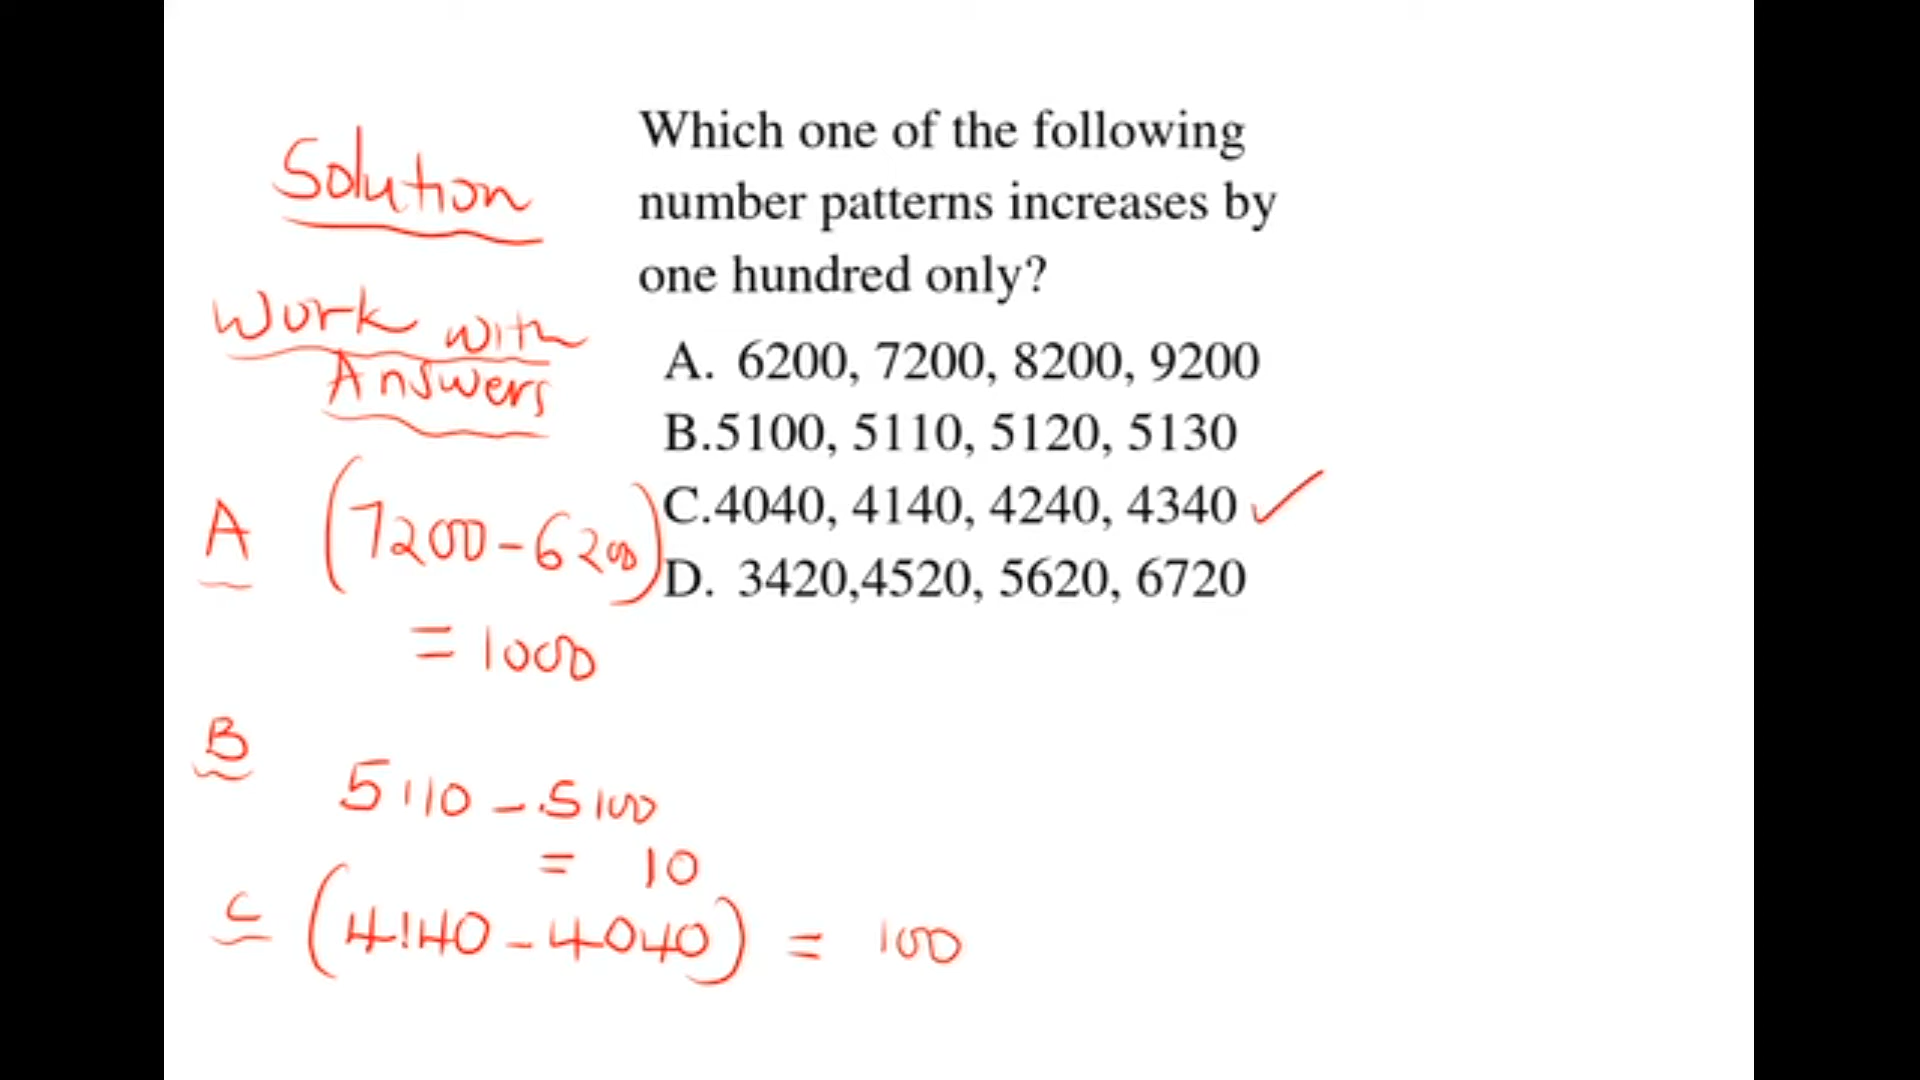 Which one of the following
number patterns increases by
one hundred only?
A. 6200, 7200, 8200, 9200
B.5100, 5110, 5120, 5130
C.4040, 4140, 4240, 4340
D. 3420,4520, 5620, 6720
Solution
Work with
Answers
A (7200-6200)
= 1000
B
5110 - 5100
= 10
C (4140 - 4040) = 100